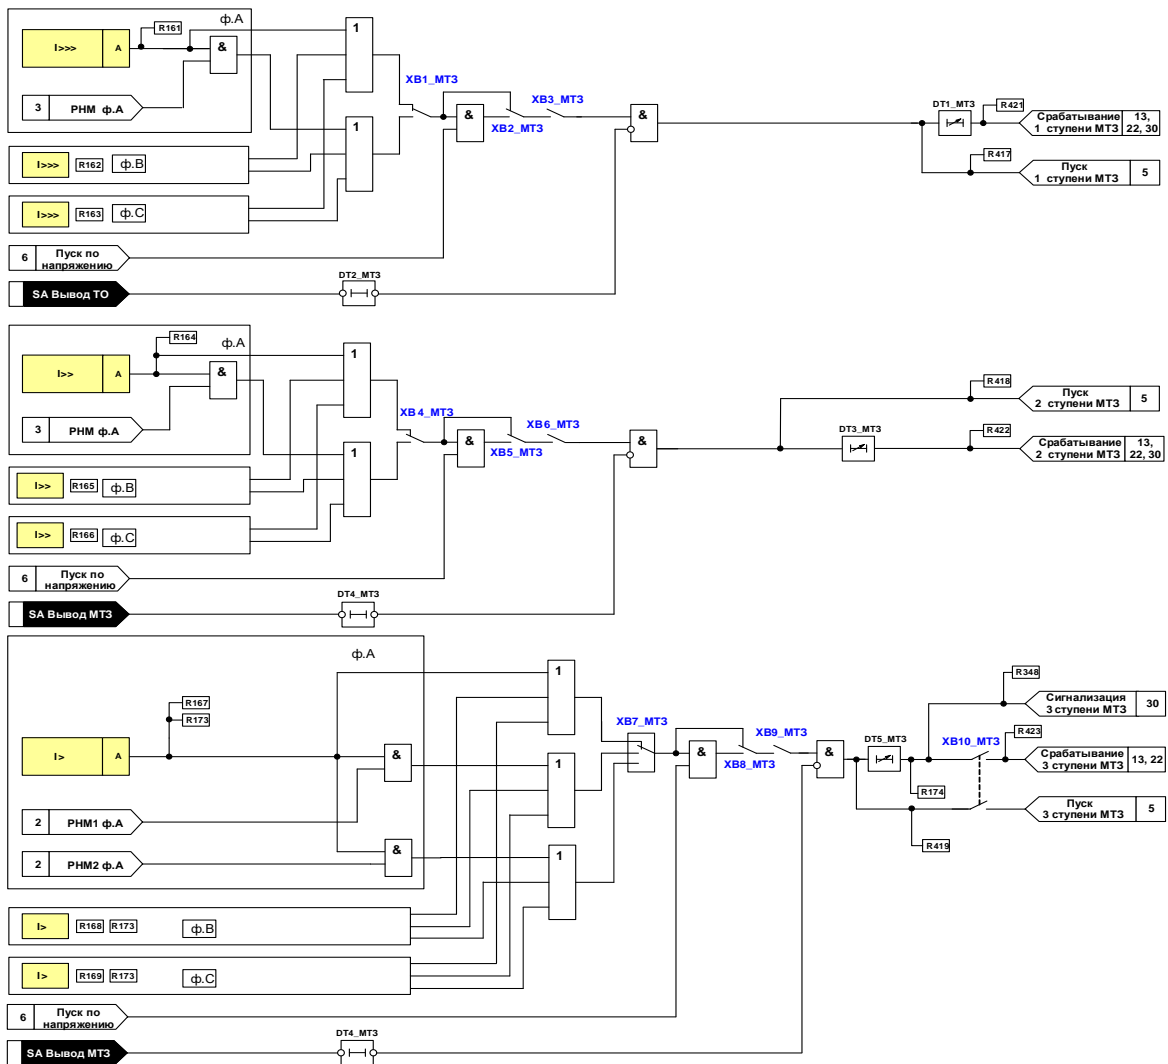 I>>> A
R161
ф.А
&
3 РНМ ф.А
1
1
XB1_МТЗ
&
XB2_МТЗ
XB3_МТЗ
&
DT1_МТЗ
R421
Срабатывание
1 ступени МТЗ
13,
22, 30
R417
Пуск
1 ступени МТЗ
5
I>>> R162 ф.В
I>>> R163 ф.С
6 Пуск по
напряжению
SA Вывод ТО
DT2_МТЗ
I>> A
R164
ф.А
&
3 РНМ ф.А
1
1
XB4_МТЗ
&
XB5_МТЗ
XB6_МТЗ
&
R418
Пуск
2 ступени МТЗ
5
DT3_МТЗ
R422
Срабатывание
2 ступени МТЗ
13,
22, 30
I>> R165 ф.В
I>> R166 ф.С
6 Пуск по
напряжению
SA Вывод МТЗ
DT4_МТЗ
ф.А
R167
R173
I> A
&
2 РНМ1 ф.А
&
2 РНМ2 ф.А
1
1
1
XB7_МТЗ
&
XB8_МТЗ
XB9_МТЗ
&
DT5_МТЗ
R174
R419
XB10_МТЗ
R348
Сигнализация
3 ступени МТЗ
30
R423
Срабатывание
3 ступени МТЗ
13, 22
Пуск
3 ступени МТЗ
5
I> R168 R173 ф.В
I> R169 R173 ф.С
6 Пуск по
напряжению
SA Вывод МТЗ
DT4_МТЗ